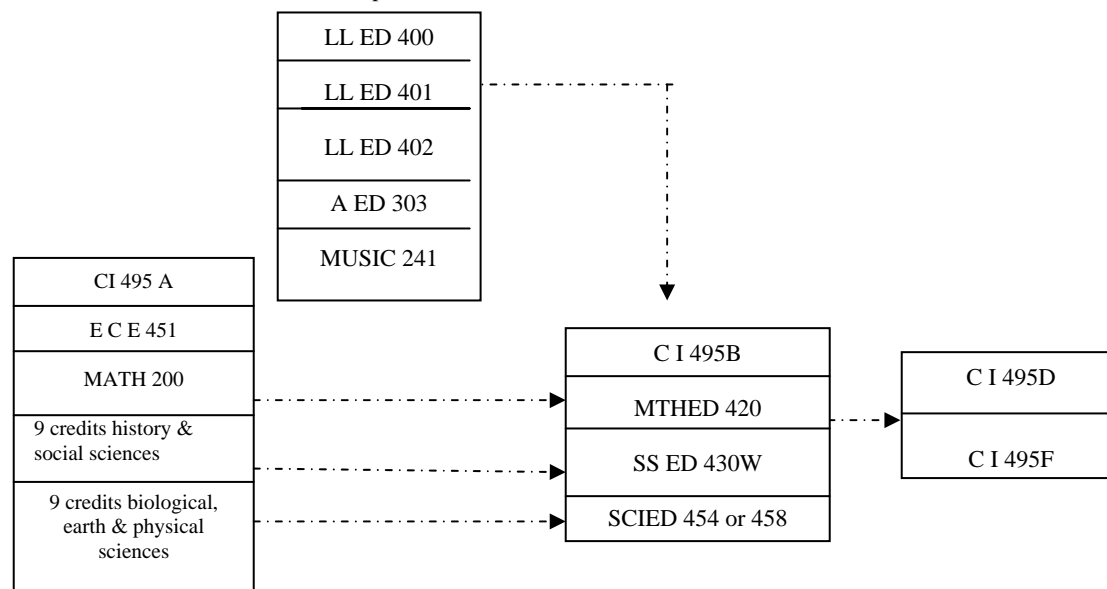 LL ED 400
LL ED 401
LL ED 402
A ED 303
MUSIC 241
CI 495 A
E C E 451
MATH 200
9 credits history &
social sciences
9 credits biological,
earth & physical
sciences
C I 495B
MTHED 420
SS ED 430W
SCIED 454 or 458
C I 495D
C I 495F